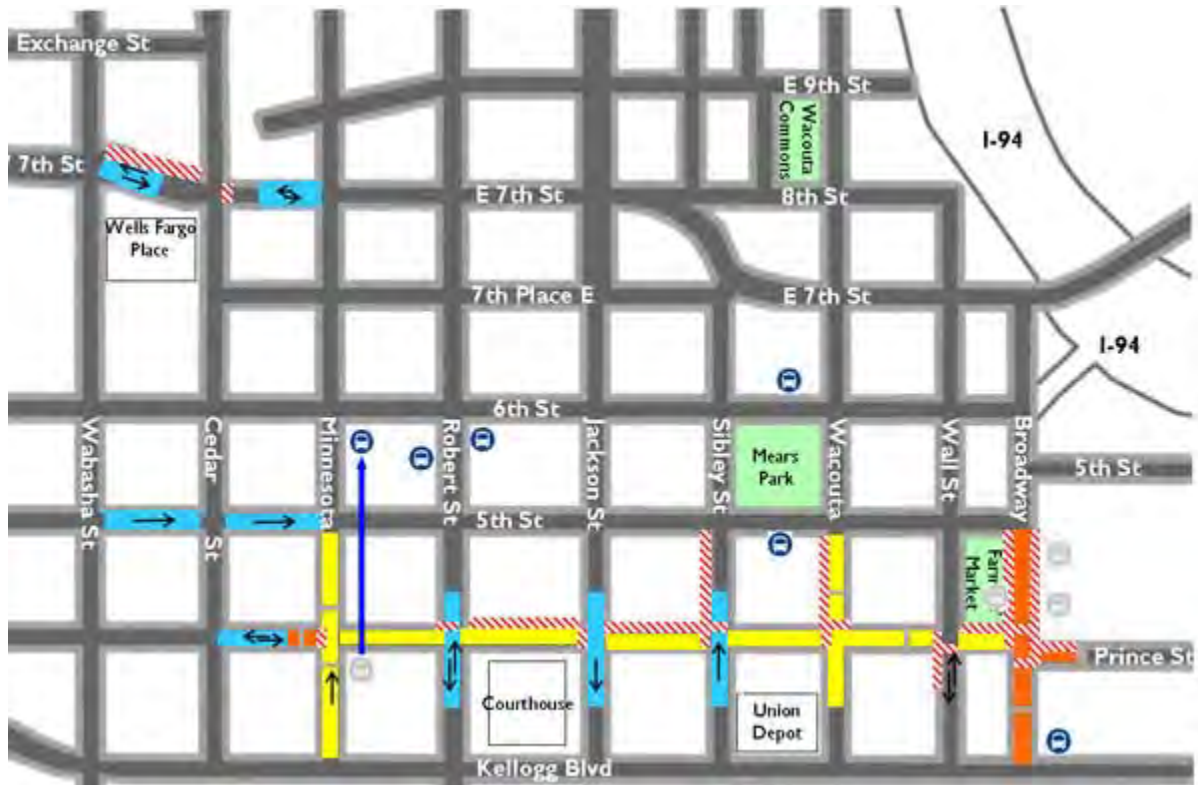 Exchange St
E 9th St
Wacouta
Commons
I-94
7th St
E 7th St
8th St
Wells Fargo
Place
7th Place E
E 7th St
I-94
6th St
Wabasha St
Cedar
St
Minnesota
Robert St
Jackson St
Sibley St
Mears
Park
Wacouta
Wall St
Broadway
5th St
5th St
Farm
Market
Prince St
Courthouse
Union
Depot
Kellogg Blvd